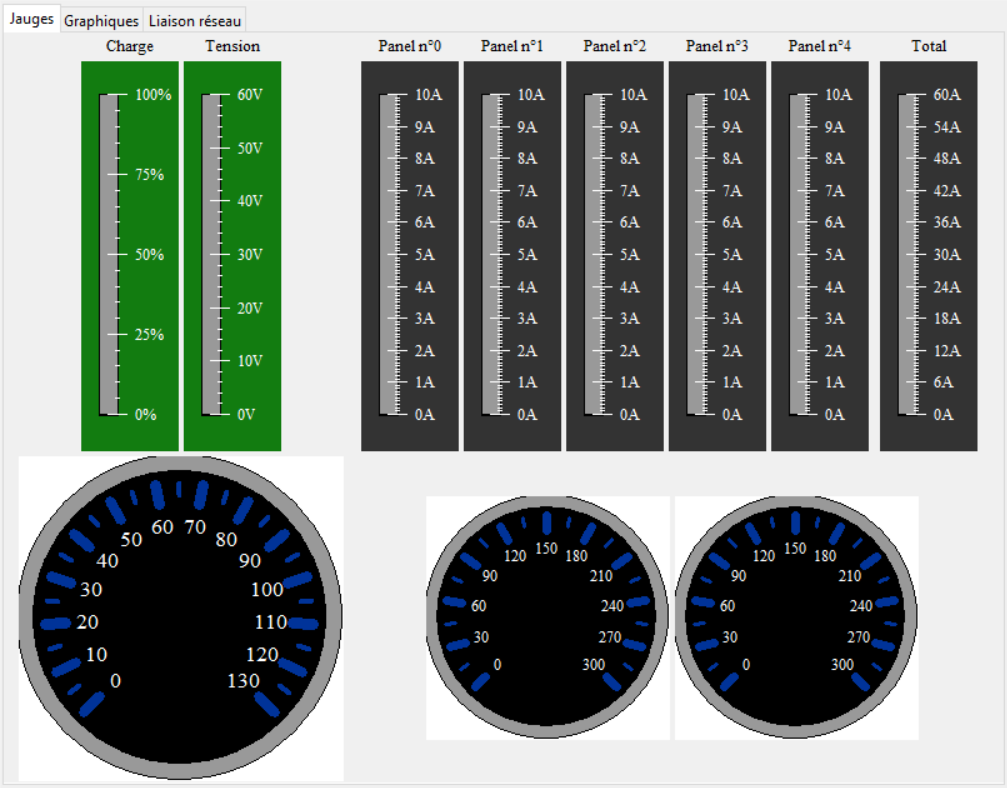 Jauges Graphiques Liaison réseau
Charge Tension Panel n°0 Panel n°1 Panel n°2 Panel n°3 Panel n°4 Total
100% 60V 10A 10A 10A 10A 10A 60A
9A 9A 9A 9A 9A 54A
50V
8A 8A 8A 8A 8A 48A
75%
7A 7A 7A 7A 7A 42A
40V
6A 6A 6A 6A 6A 36A
50% 30V 5A 5A 5A 5A 5A 30A
4A 4A 4A 4A 4A 24A
20V
3A 3A 3A 3A 3A 18A
25%
2A 2A 2A 2A 2A 12A
10V
1A 1A 1A 1A 1A 6A
0% 0V 0A 0A 0A 0A 0A 0A
0 10 20 30 40 50 60 70 80 90 100 110 120 130
0 30 60 90 120 150 180 210 240 270 300
0 30 60 90 120 150 180 210 240 270 300